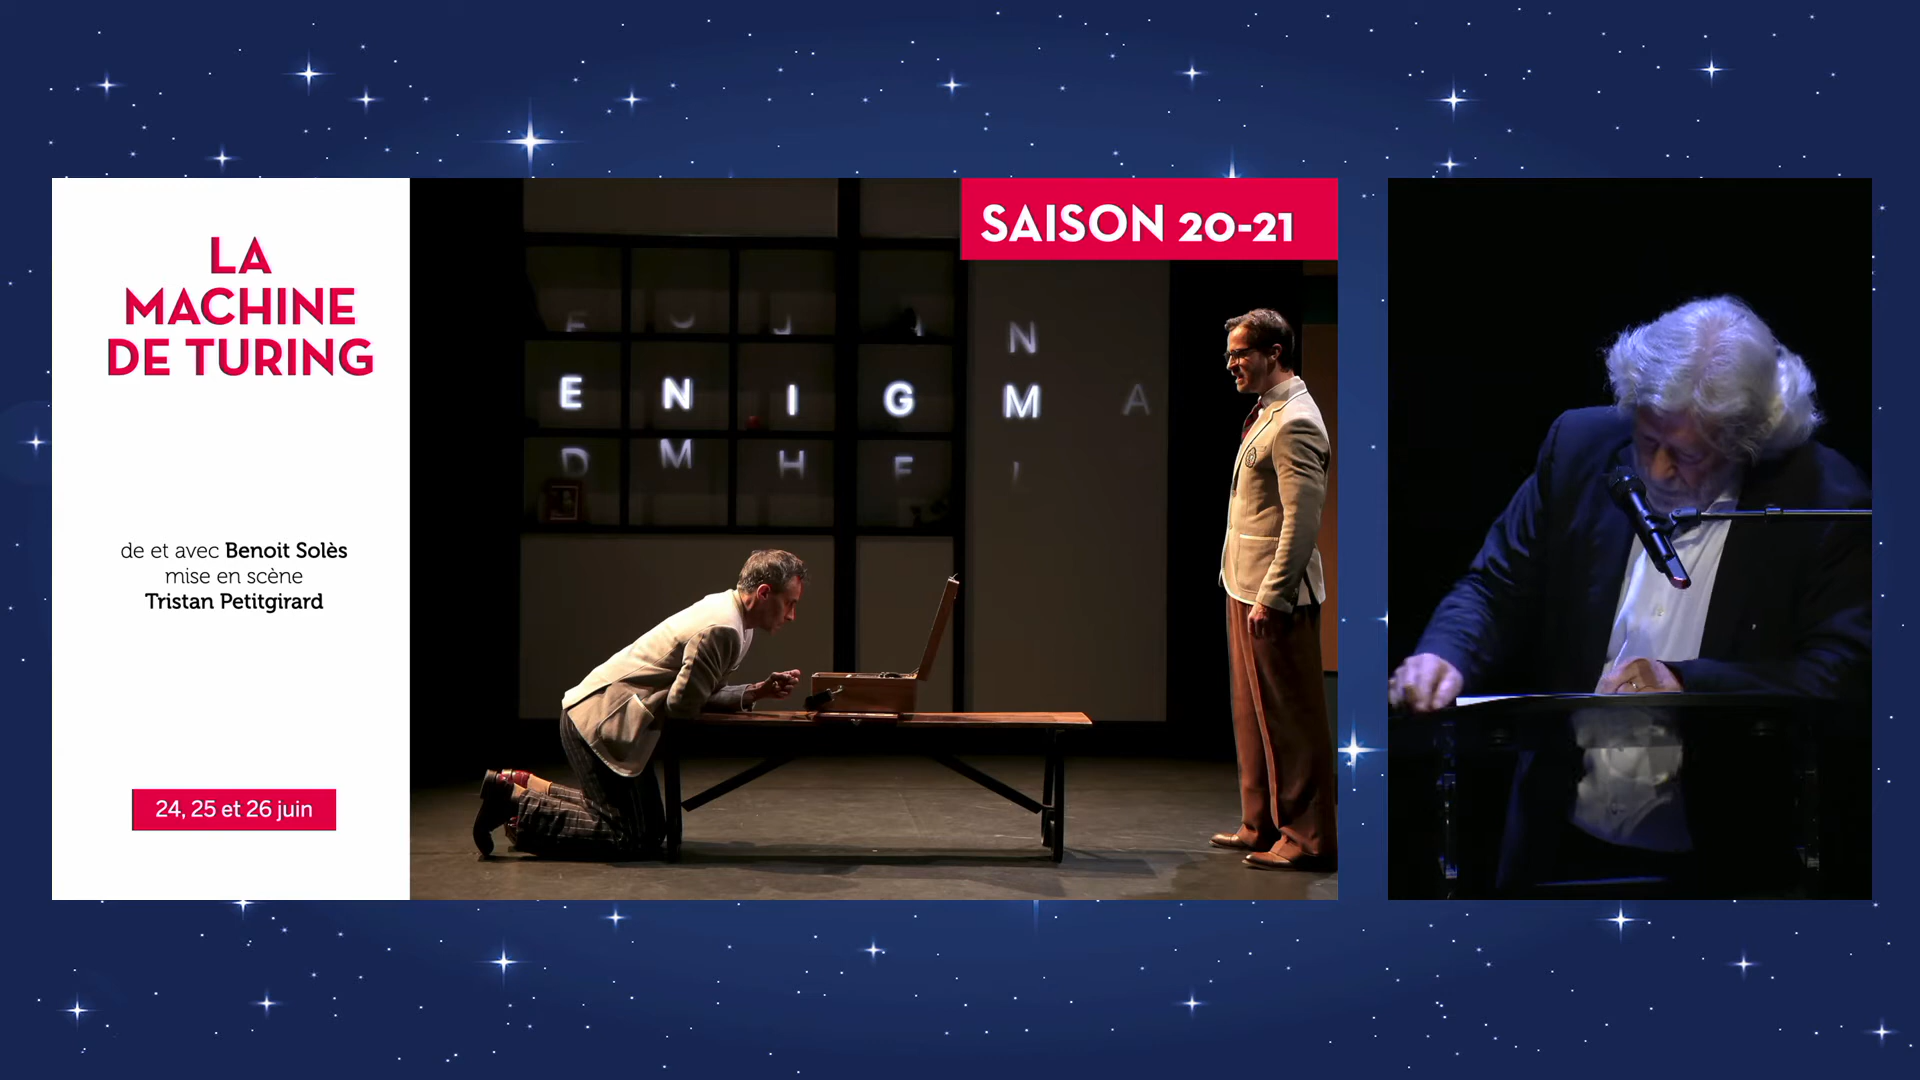 LA
MACHINE
DE TURING
de et avec Benoit Solès
mise en scène
Tristan Petitgirard
24, 25 et 26 juin
SAISON 20-21
N
E N I G M A
D M H F